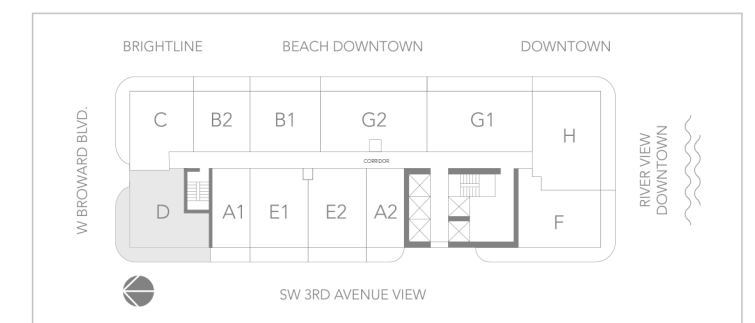 BRIGHTLINE BEACH DOWNTOWN DOWNTOWN
W BROWARD BLVD.
C B2 B1 G2 G1 H
CORRIDOR
RIVER VIEW
DOWNTOWN
D A1 E1 E2 A2 F
SW 3RD AVENUE VIEW